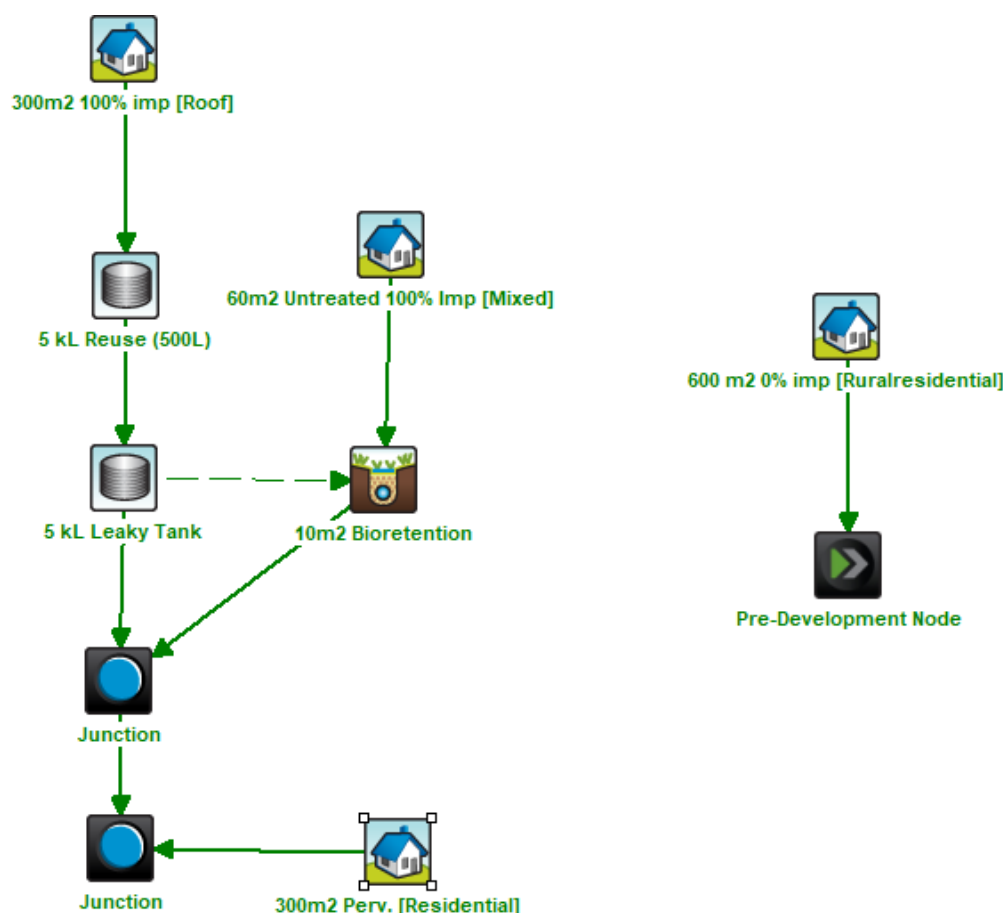 300m2 100% imp [Roof]
60m2 Untreated 100% Imp [Mixed]
5 kL Reuse (500L)
600 m2 0% imp [Ruralresidential]
5 kL Leaky Tank
10m2 Bioretention
Pre-Development Node
Junction
Junction
300m2 Perv. [Residential]